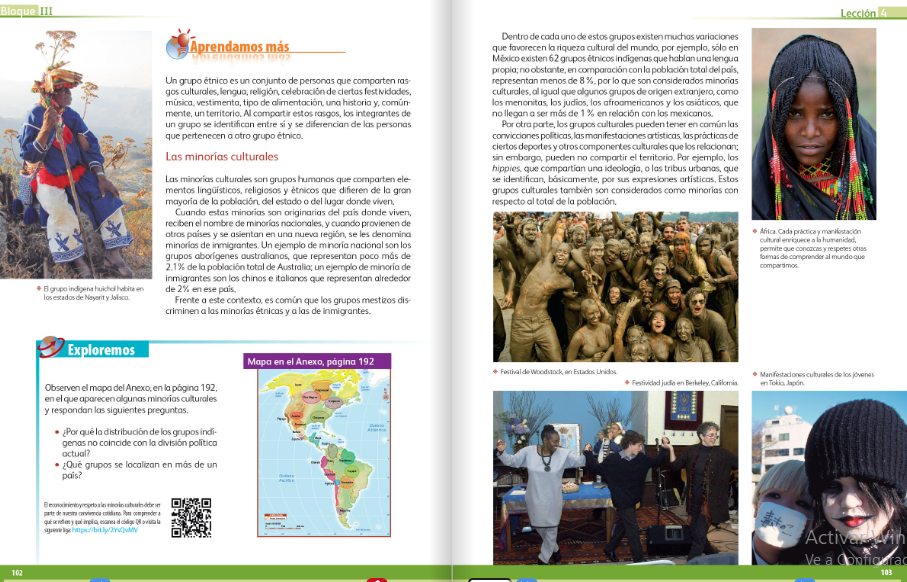 Bloque III
Aprendamos más
Un grupo étnico es un conjunto de personas que comparten ras-
gos culturales, lengua, religión, celebración de ciertas festividades,
música, vestimento, tipo de alimentación, una historia y, común-
mente, un territorio. Al compartir estos rasgos, los integrantes de
un grupo se identifican entre sí y se diferencian de las personas
que pertenecen a otro grupo étnico.
Las minorías culturales
Las minorías culturales son grupos humanos que comparten ele-
mentos lingüísticos, religiosos y étnicos que difieren de la gran
mayoría de la población, del estado o del lugar donde viven.
Cuando estas minorías son originarias del país donde viven,
reciben el nombre de minorías nacionales, y cuando provienen de
otros países y se asientan en una nueva región, se les denomina
minorías de inmigrantes. Un ejemplo de minoría nacional son los
grupos aborígenes australianos, que representan poco más de
2.1% de la población total de Australia; un ejemplo de minoría de
inmigrantes son los chinos e italianos que representan alrededor
de 2% en ese país.
Frente a este contexto, es común que los grupos mestizos dis-
criminen a las minorías étnicas y a las de inmigrantes.
El grupo indígena huichol habita en
los estados de Nayarit y Jalisco.
Exploremos
Observen el mapa del Anexo, en la página 192,
en el que aparecen algunas minorías culturales
y respondan las siguientes preguntas.
• ¿Por qué la distribución de los grupos indí-
genas no coincide con la división política
actual?
• ¿Qué grupos se localizan en más de un
país?
El reconocimiento y respeto a las minorías culturales debe ser
parte de nuestra convivencia cotidiana. Para comprender a
qué se refiere y qué implica, escanea el código QR o visita la
siguiente liga: https://bit.ly/2YsQvMV
Mapa en el Anexo, página 192
Océano
Atlántico
Océano
Pacífico
102
Lección 4
Dentro de cada uno de estos grupos existen muchas variaciones
que favorecen la riqueza cultural del mundo, por ejemplo, sólo en
México existen 62 grupos étnicos indígenas que hablan una lengua
propia; no obstante, en comparación con la población total del país,
representan menos de 8%, por lo que son considerados minorías
culturales, al igual que algunos grupos de origen extranjero, como
los menonitas, los judíos, los afroamericanos y los asiáticos, que
no llegan a ser más de 1% en relación con los mexicanos.
Por otra parte, los grupos culturales pueden tener en común las
convicciones políticas, las manifestaciones artísticas, las prácticas de
ciertos deportes y otros componentes culturales que los relacionan;
sin embargo, pueden no compartir el territorio. Por ejemplo, los
hippies, que compartían una ideología, o las tribus urbanas, que
se identifican, básicamente, por sus expresiones artísticas. Estos
grupos culturales también son considerados como minorías con
respecto al total de la población.
África. Cada práctica y manifestación
cultural enriquece a la humanidad,
permite que conozcas y respetes otras
formas de comprender al mundo que
compartimos.
Festival de Woodstock, en Estados Unidos.
Festividad judía en Berkeley, California.
Manifestaciones culturales de los jóvenes
en Tokio, Japón.
Activar Win
Ve a Configurac
103